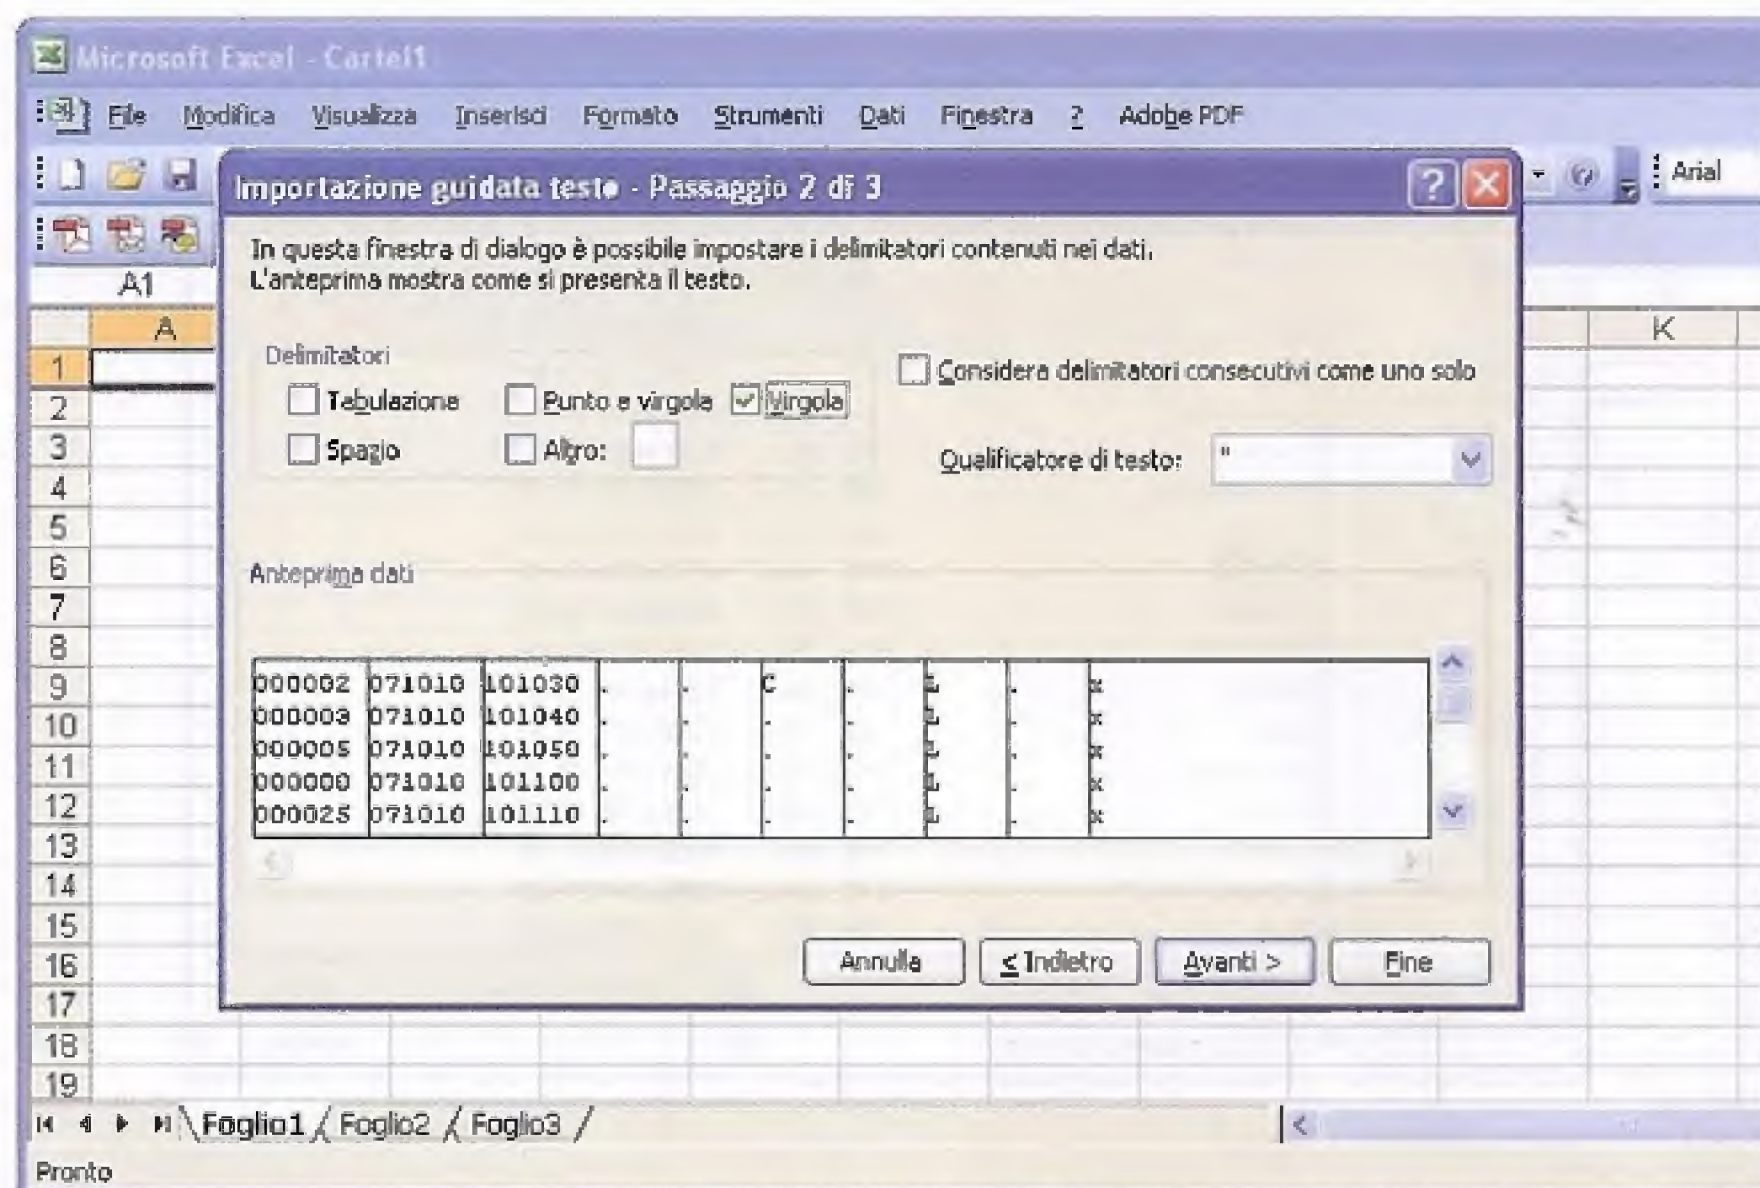 Microsoft Excel - Cartel1
File Modifica Visualizza Inserisci Formato Strumenti Dati Finestra ? Adobe PDF
Arial
Importazione guidata testo - Passaggio 2 di 3
In questa finestra di dialogo è possibile impostare i delimitatori contenuti nei dati.
L'anteprima mostra come si presenta il testo.
A1
A K
Delimitatori
Considera delimitatori consecutivi come uno solo
Tabulazione Punto e virgola Virgola
Spazio Altro:
Qualificatore di testo: "
Anteprima dati
000002 071010 101030 . . C . L . x
000003 071010 101040 . . . . L . x
000005 071010 101050 . . . . L . x
000000 071010 101100 . . . . L . x
000025 071010 101110 . . . . L . x
Annulla < Indietro Avanti > Fine
1
2
3
4
5
6
7
8
9
10
11
12
13
14
15
16
17
18
19
Foglio1 / Foglio2 / Foglio3 /
Pronto